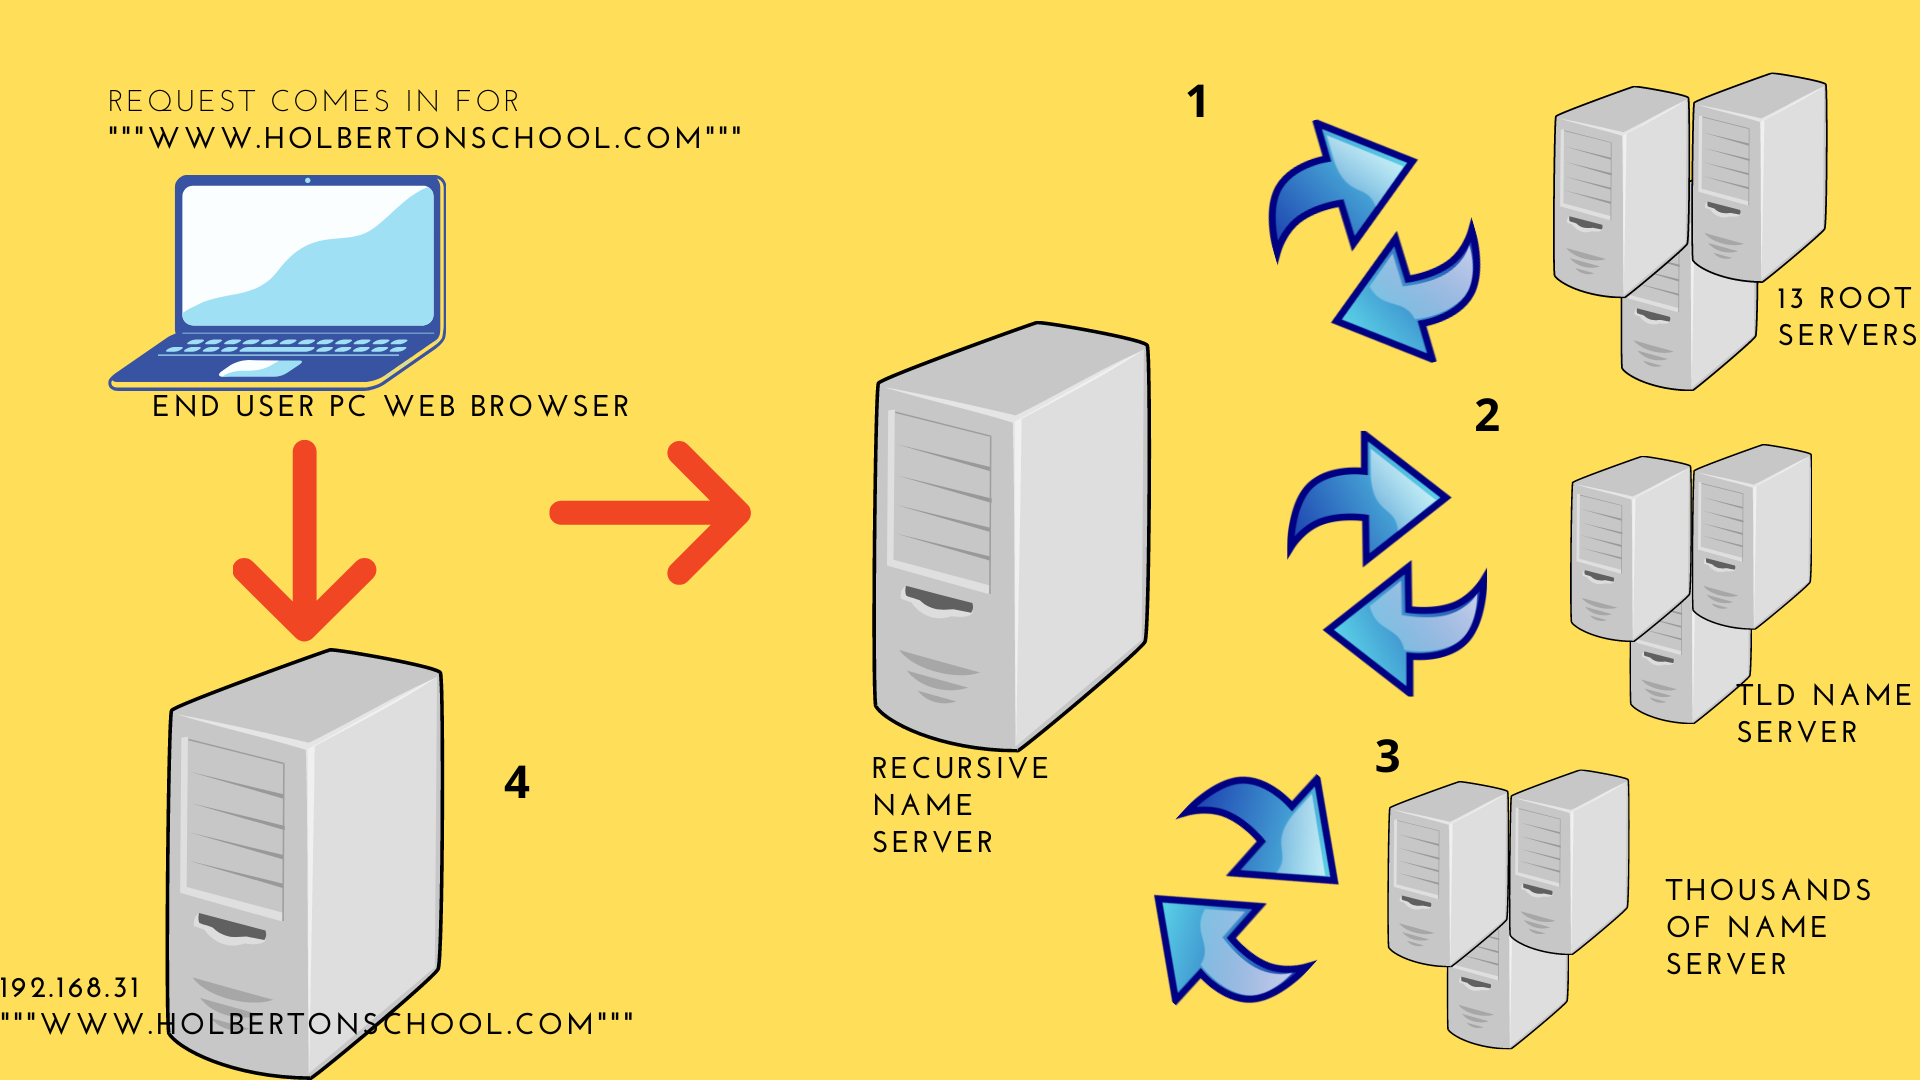 REQUEST COMES IN FOR
"""WWW.HOLBERTONSCHOOL.COM"""
END USER PC WEB BROWSER
1
13 ROOT
SERVERS
2
TLD NAME
SERVER
RECURSIVE
NAME
SERVER
3
THOUSANDS
OF NAME
SERVER
4
192.168.31
"""WWW.HOLBERTONSCHOOL.COM"""